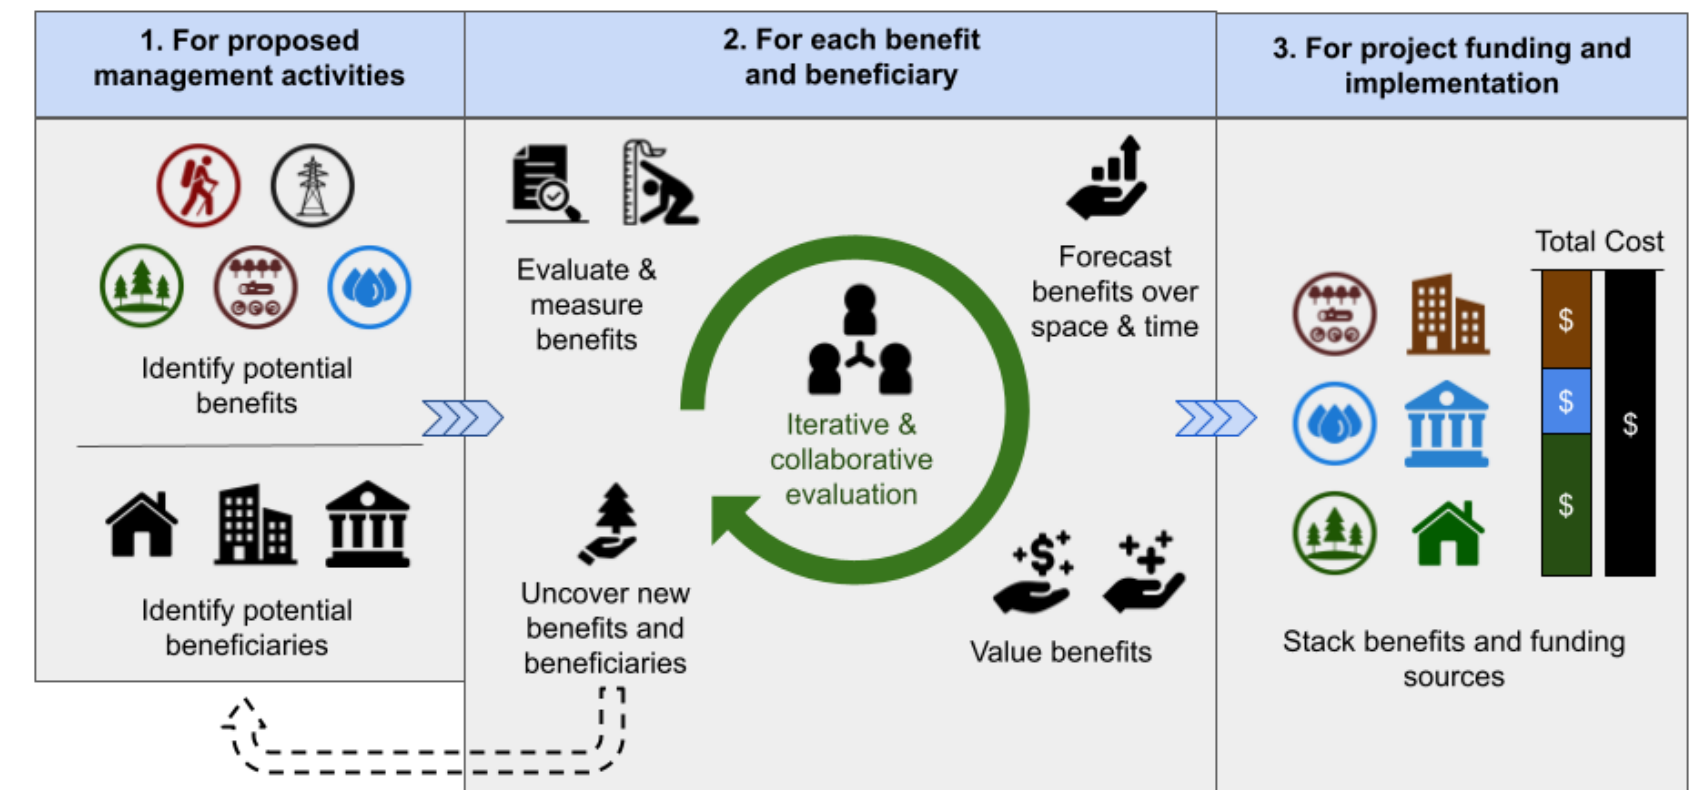 1. For proposed
management activities
2. For each benefit
and beneficiary
3. For project funding and
implementation
Identify potential
benefits
Identify potential
beneficiaries
Evaluate &
measure
benefits
Forecast
benefits over
space & time
Iterative &
collaborative
evaluation
Uncover new
benefits and
beneficiaries
$
Value benefits
Total Cost
$
$
$
$
Stack benefits and funding
sources